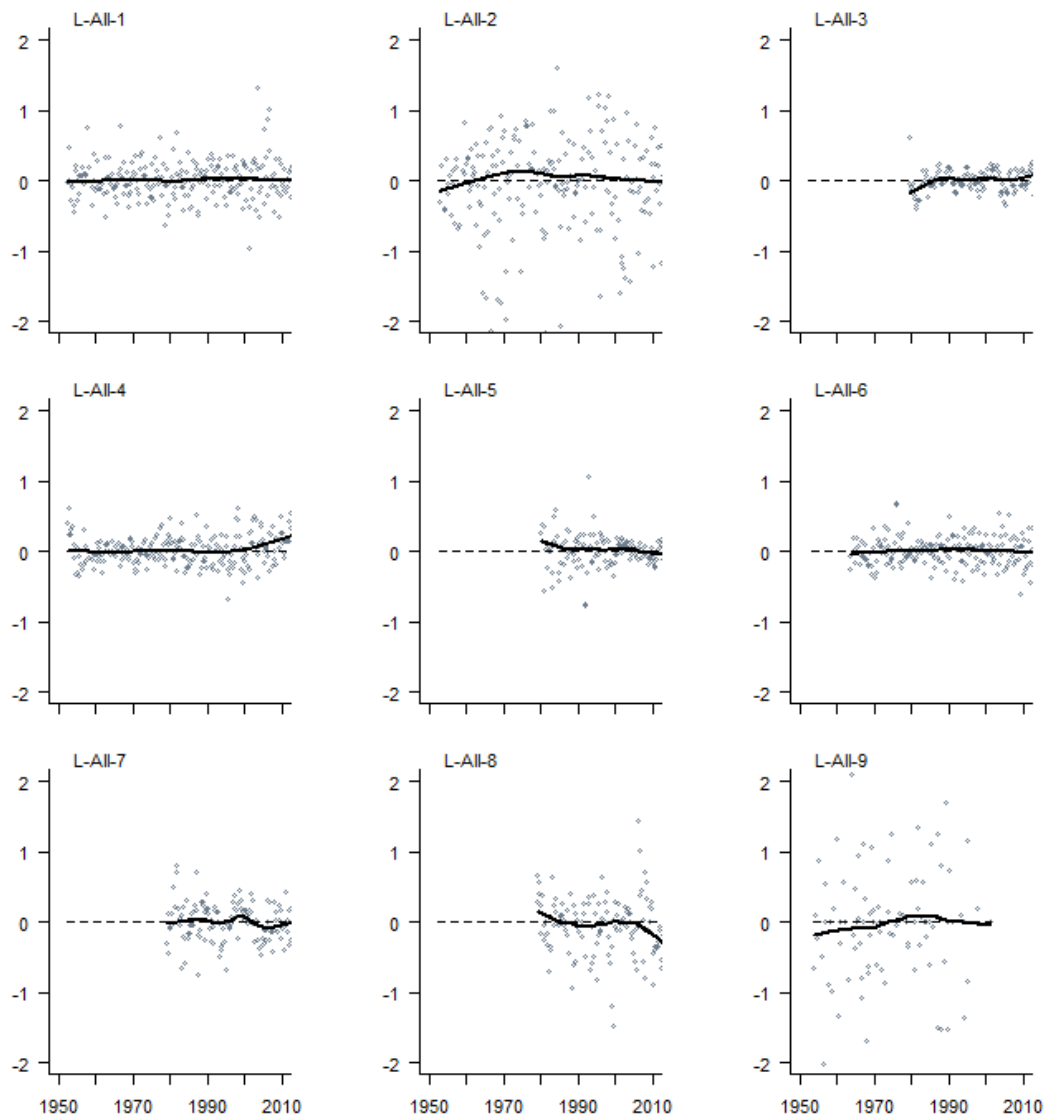 L-All-1 L-All-2 L-All-3
2 2 2
1 1 1
0 0 0
-1 -1 -1
-2 -2 -2
L-All-4 L-All-5 L-All-6
2 2 2
1 1 1
0 0 0
-1 -1 -1
-2 -2 -2
L-All-7 L-All-8 L-All-9
2 2 2
1 1 1
0 0 0
-1 -1 -1
-2 -2 -2
1950 1970 1990 2010 1950 1970 1990 2010 1950 1970 1990 2010